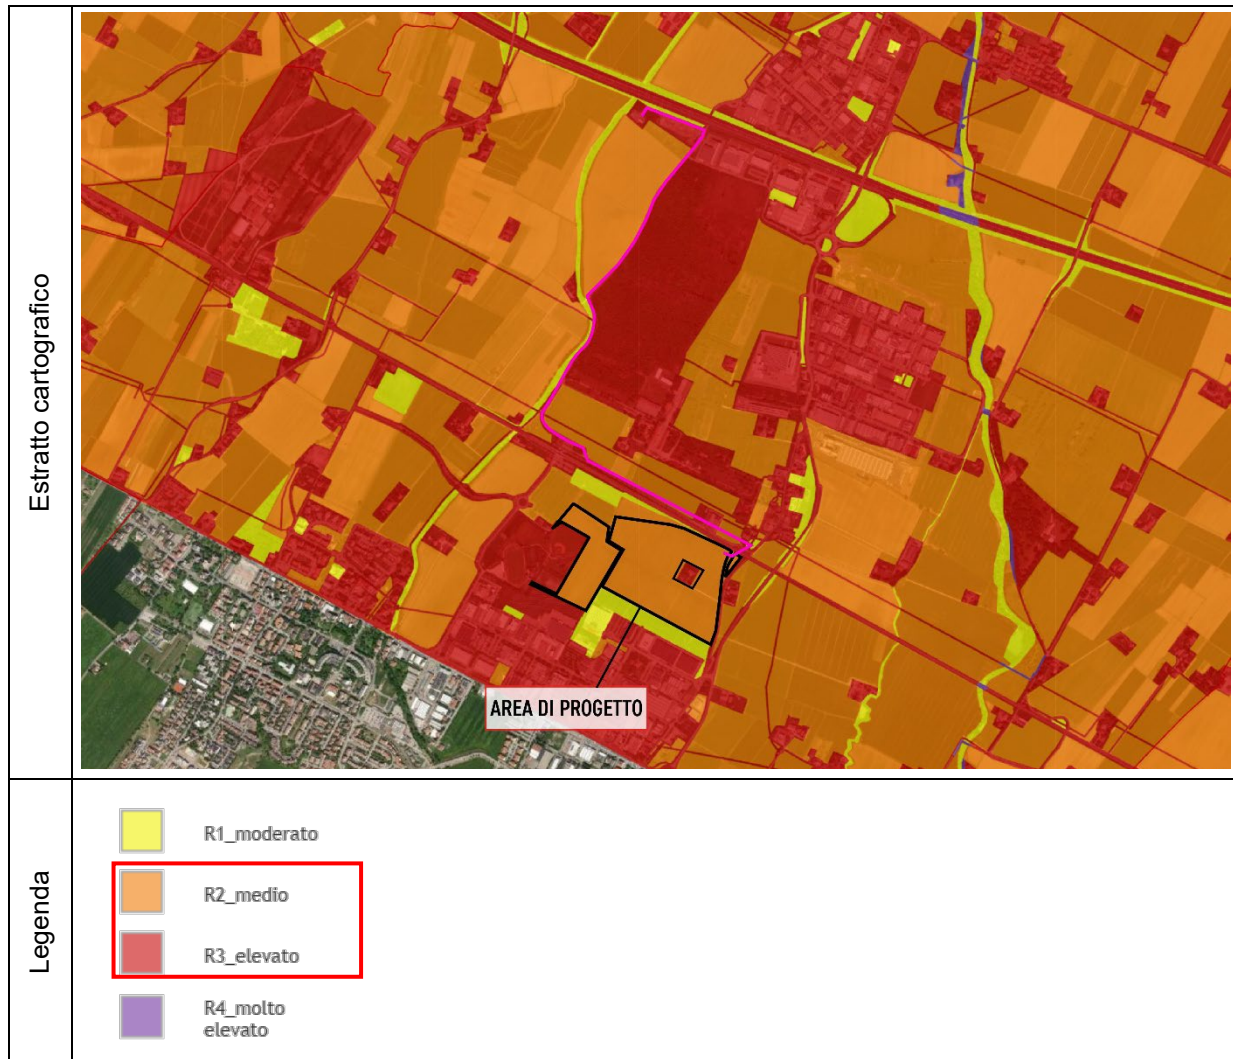 Estratto cartografico
AREA DI PROGETTO
Legenda
R1_moderato
R2_medio
R3_elevato
R4_molto
elevato